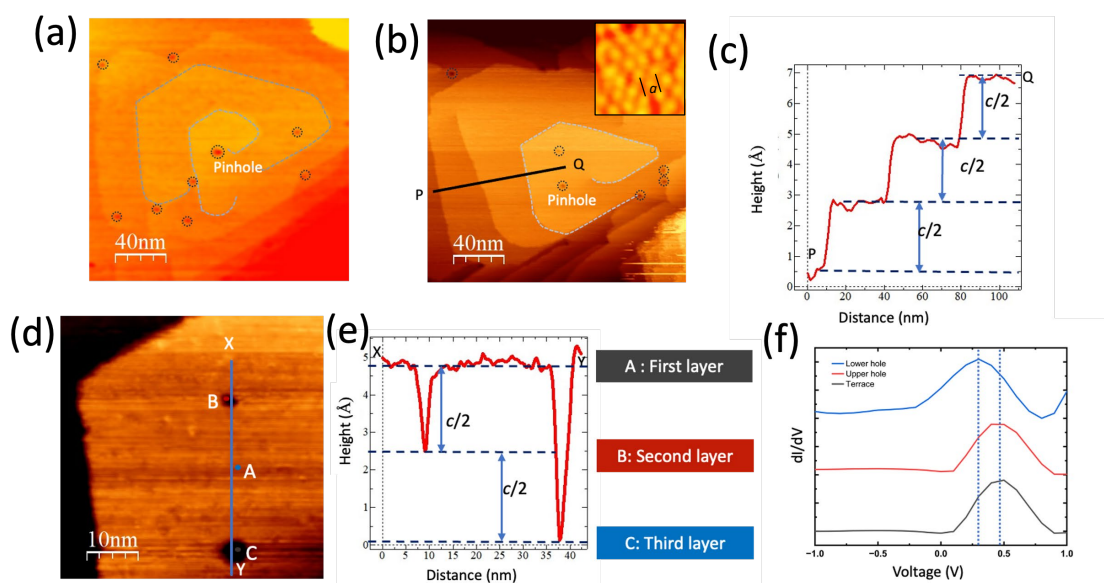 (a)
Pinhole
40nm
(b)
a
P
Q
Pinhole
40nm
(c)
Height (Å)
7
6
5
4
3
2
1
0
P
Q
c/2
c/2
c/2
0 20 40 60 80 100
Distance (nm)
(d)
X
B
A
C
Y
10nm
(e)
Height (Å)
5
4
3
2
1
0
X
Y
c/2
c/2
0 5 10 15 20 25 30 35 40
Distance (nm)
A : First layer
B: Second layer
C: Third layer
(f)
Lower hole
Upper hole
Terrace
dI/dV
−1.0 −0.5 0.0 0.5 1.0
Voltage (V)